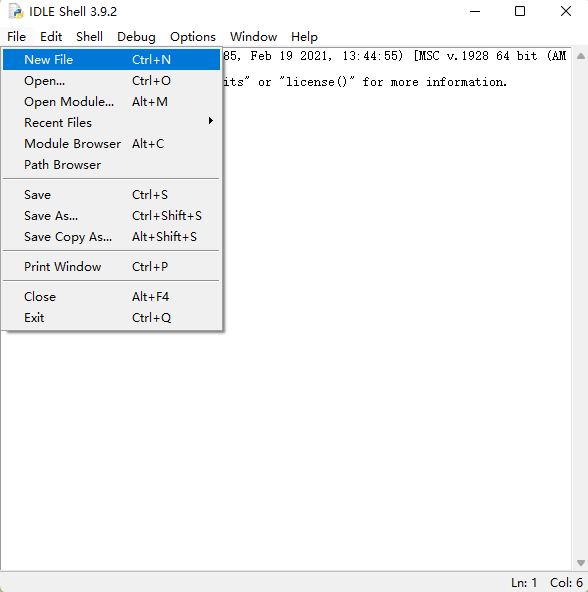 IDLE Shell 3.9.2
File Edit Shell Debug Options Window Help
85, Feb 19 2021, 13:44:55) [MSC v.1928 64 bit (AM
its" or "license()" for more information.
New File Ctrl+N
Open... Ctrl+O
Open Module... Alt+M
Recent Files
Module Browser Alt+C
Path Browser
Save Ctrl+S
Save As... Ctrl+Shift+S
Save Copy As... Alt+Shift+S
Print Window Ctrl+P
Close Alt+F4
Exit Ctrl+Q
Ln: 1 Col: 6